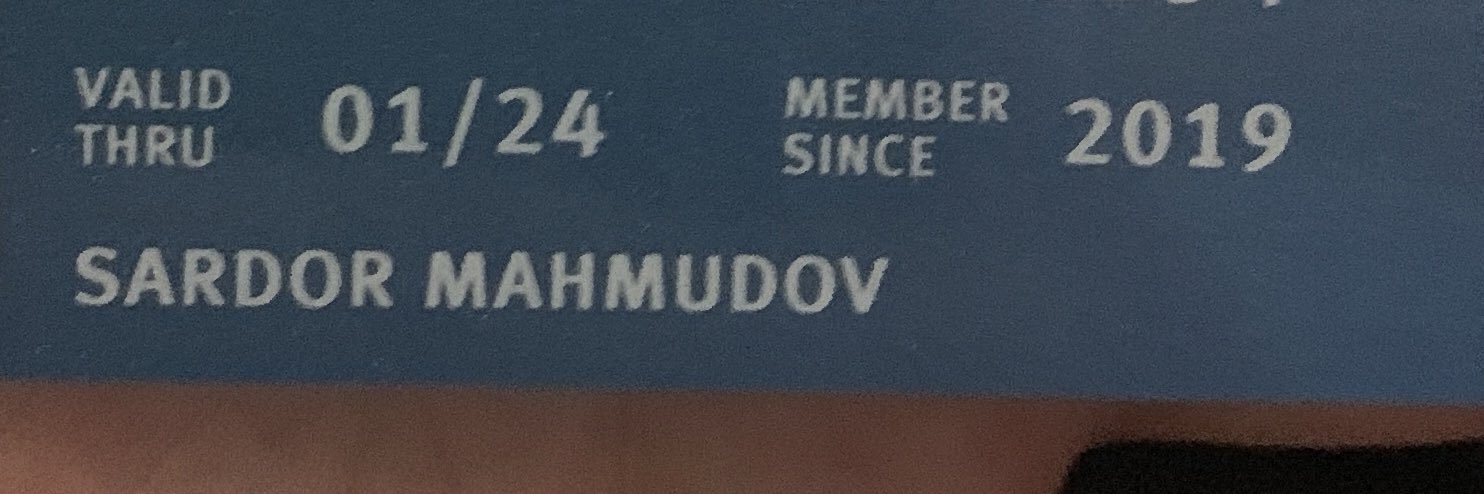 VALID THRU 01/24 MEMBER SINCE 2019
SARDOR MAHMUDOV